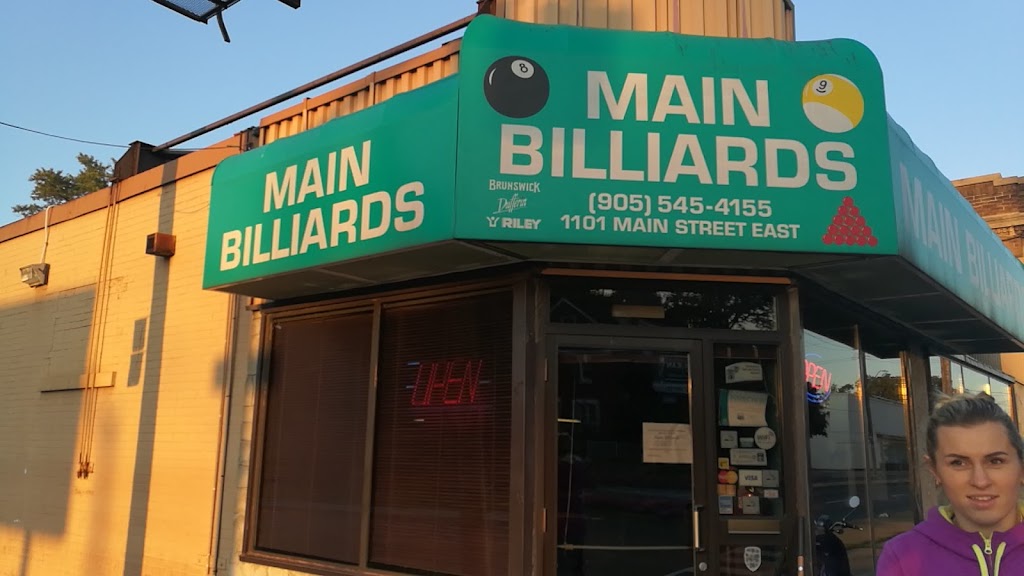 MAIN
BILLIARDS
8
MAIN
9
BILLIARDS
BRUNSWICK
Dufferin
RILEY
(905) 545-4155
1101 MAIN STREET EAST
MAIN BILLIARDS
OPEN
OPEN
VISA